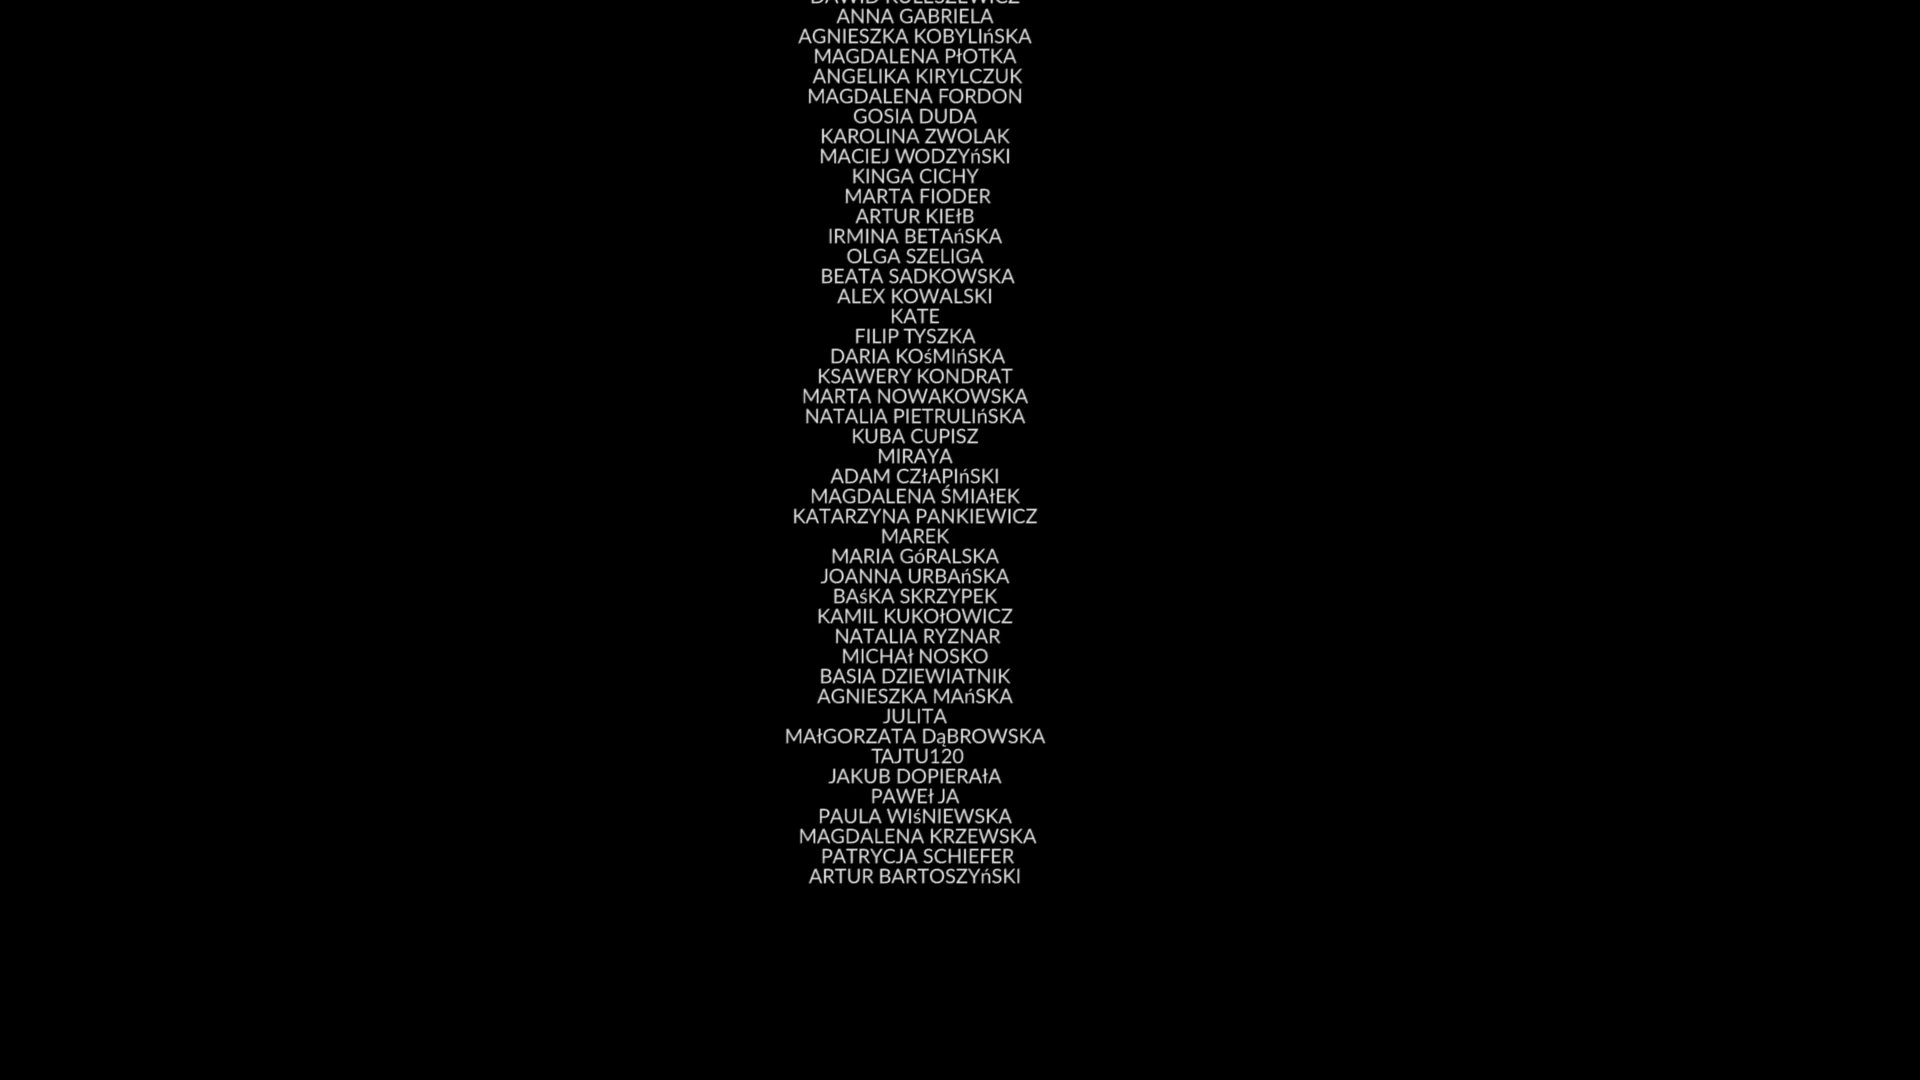 ANNA GABRIELA
AGNIESZKA KOBYLIńSKA
MAGDALENA PłOTKA
ANGELIKA KIRYLCZUK
MAGDALENA FORDON
GOSIA DUDA
KAROLINA ZWOLAK
MACIEJ WODZYńSKI
KINGA CICHY
MARTA FIODER
ARTUR KIEłB
IRMINA BETAńSKA
OLGA SZELIGA
BEATA SADKOWSKA
ALEX KOWALSKI
KATE
FILIP TYSZKA
DARIA KOśMIńSKA
KSAWERY KONDRAT
MARTA NOWAKOWSKA
NATALIA PIETRULIńSKA
KUBA CUPISZ
MIRAYA
ADAM CZłAPIńSKI
MAGDALENA ŚMIAłEK
KATARZYNA PANKIEWICZ
MAREK
MARIA GóRALSKA
JOANNA URBAńSKA
BAśKA SKRZYPEK
KAMIL KUKOłOWICZ
NATALIA RYZNAR
MICHAł NOSKO
BASIA DZIEWIATNIK
AGNIESZKA MAńSKA
JULITA
MAłGORZATA DąBROWSKA
TAJTU120
JAKUB DOPIERAłA
PAWEł JA
PAULA WIśNIEWSKA
MAGDALENA KRZEWSKA
PATRYCJA SCHIEFER
ARTUR BARTOSZYńSKI